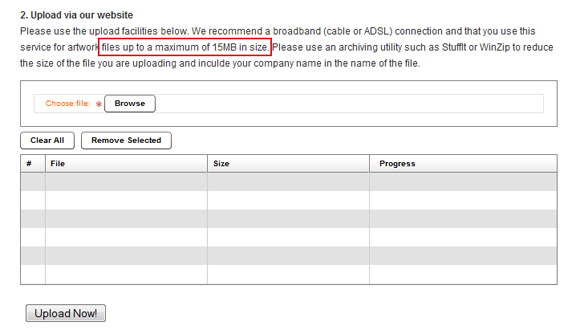 2. Upload via our website
Please use the upload facilities below. We recommend a broadband (cable or ADSL) connection and that you use this
service for artwork files up to a maximum of 15MB in size. Please use an archiving utility such as StuffIt or WinZip to reduce
the size of the file you are uploading and inculde your company name in the name of the file.
Choose file: * Browse
Clear All Remove Selected
# File Size Progress
Upload Now!